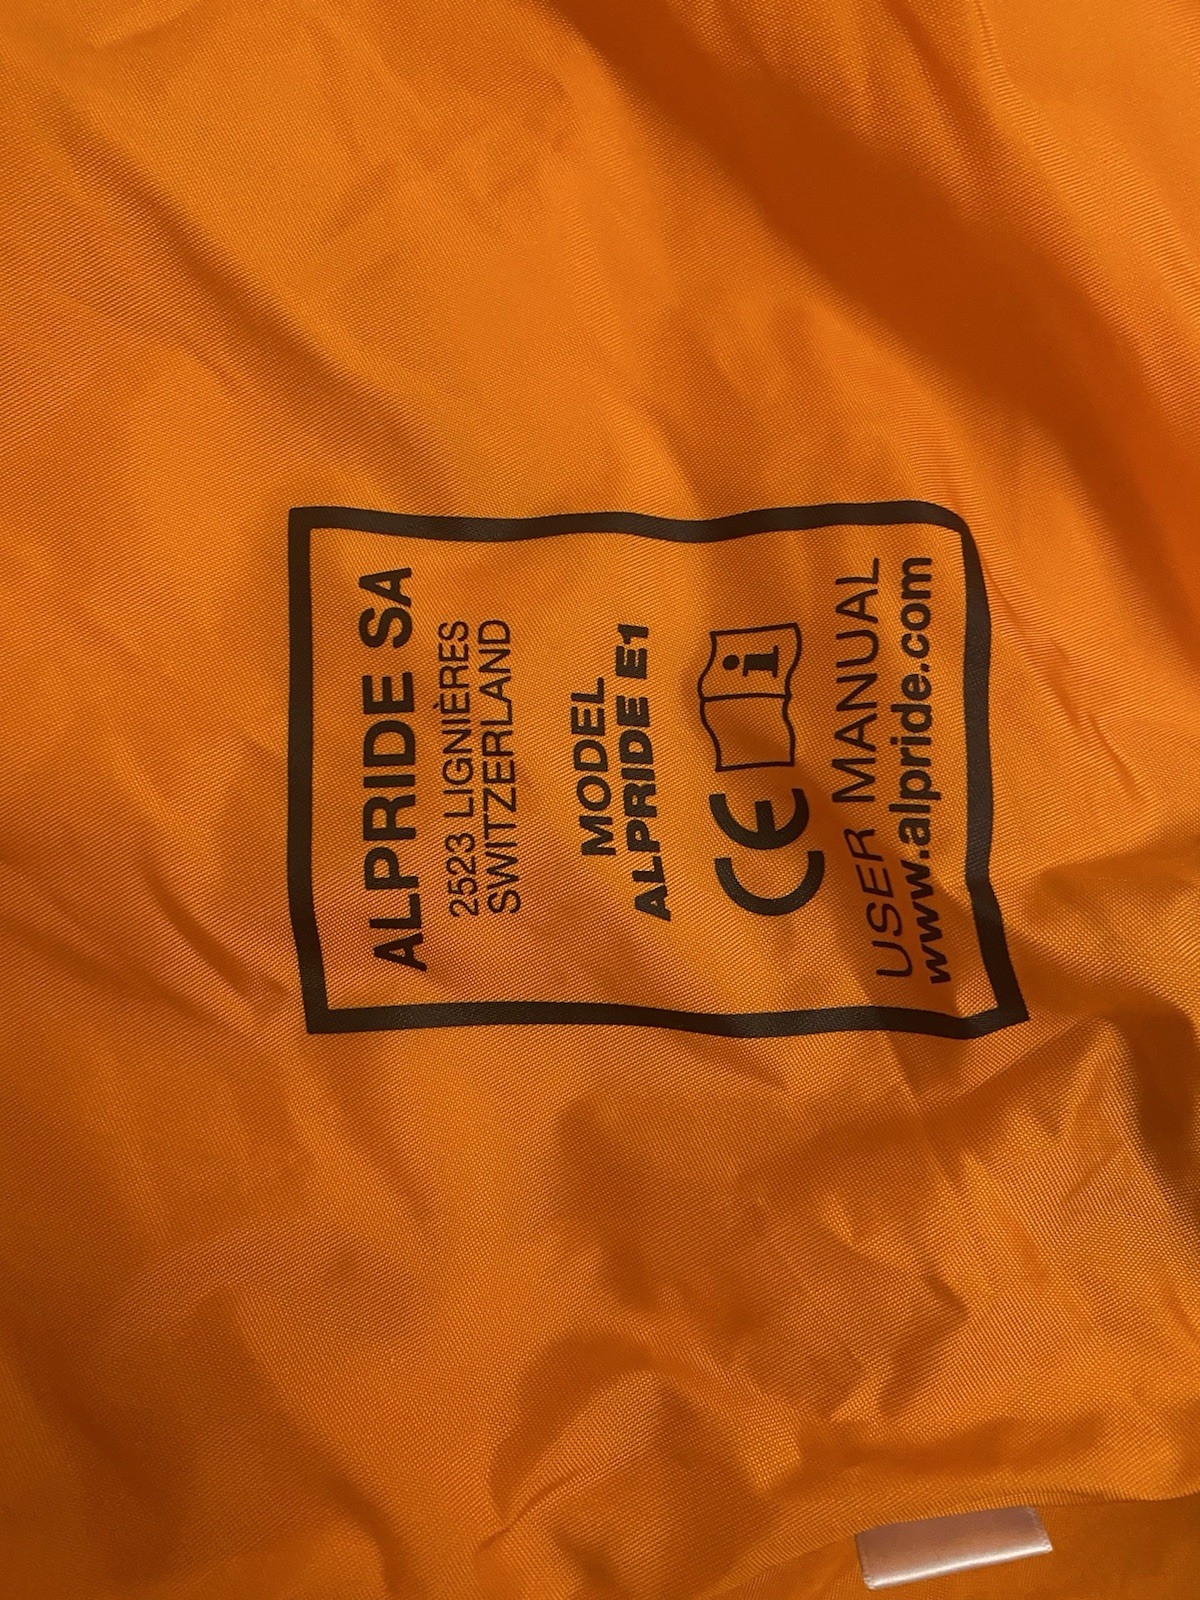 ALPRIDE SA
2523 LIGNIÈRES
SWITZERLAND
MODEL
ALPRIDE E1
CE i
USER MANUAL
www.alpride.com